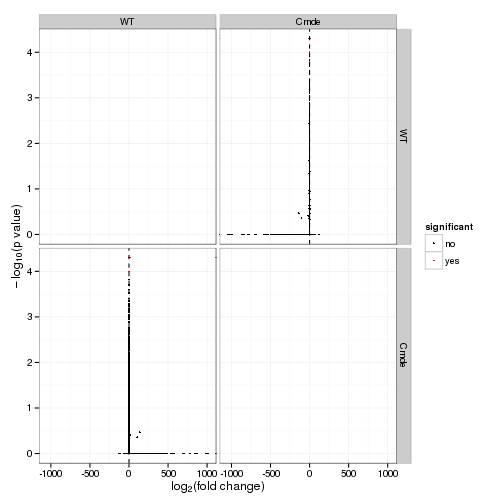 WT Cmde
4
3
2
1
0
WT
−log10(p value)
significant
no
yes
4
3
2
1
0
Cmde
-1000 -500 0 500 1000 -1000 -500 0 500 1000
log2(fold change)